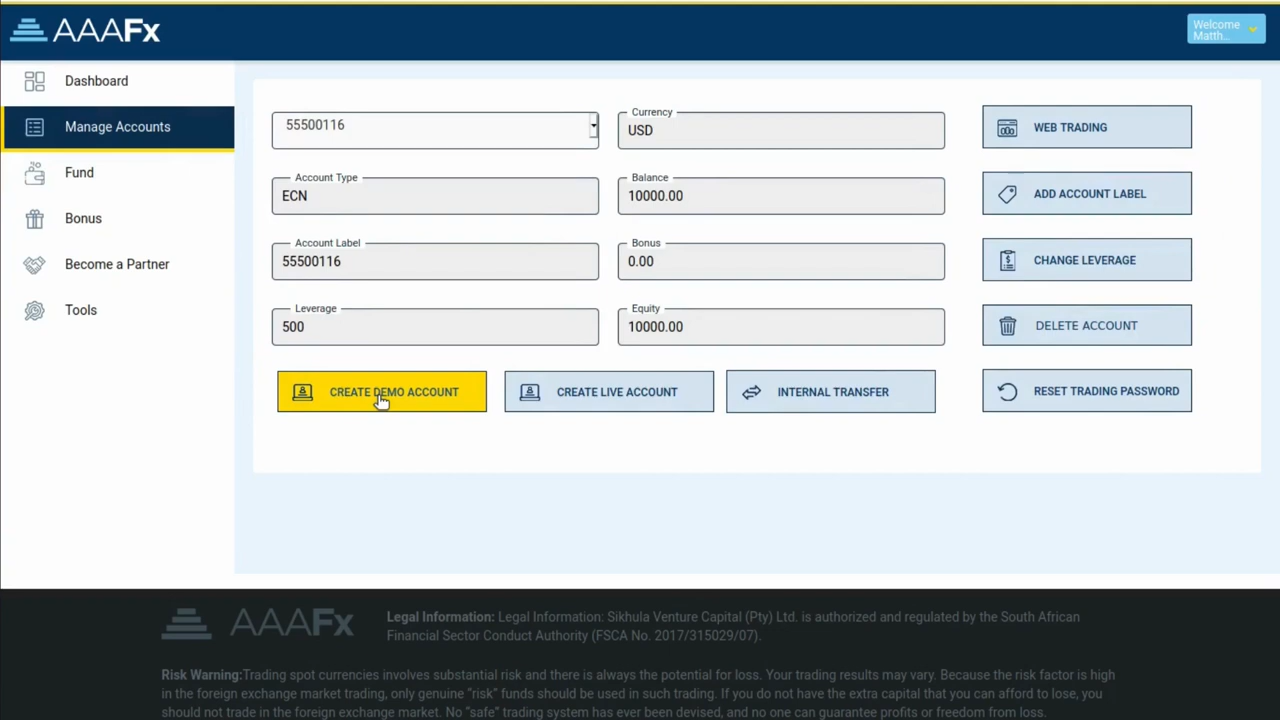 AAAFx
Welcome
Matth...
Dashboard
Manage Accounts
Fund
Bonus
Become a Partner
Tools
55500116
Currency
USD
WEB TRADING
Account Type
ECN
Balance
10000.00
ADD ACCOUNT LABEL
Account Label
55500116
Bonus
0.00
CHANGE LEVERAGE
Leverage
500
Equity
10000.00
DELETE ACCOUNT
CREATE DEMO ACCOUNT
CREATE LIVE ACCOUNT
INTERNAL TRANSFER
RESET TRADING PASSWORD
AAAFx
Legal Information: Legal Information: Sikhula Venture Capital (Pty) Ltd. is authorized and regulated by the South African
Financial Sector Conduct Authority (FSCA No. 2017/315029/07).
Risk Warning:Trading spot currencies involves substantial risk and there is always the potential for loss. Your trading results may vary. Because the risk factor is high
in the foreign exchange market trading, only genuine "risk" funds should be used in such trading. If you do not have the extra capital that you can afford to lose, you
should not trade in the foreign exchange market. No "safe" trading system has ever been devised, and no one can guarantee profits or freedom from loss.